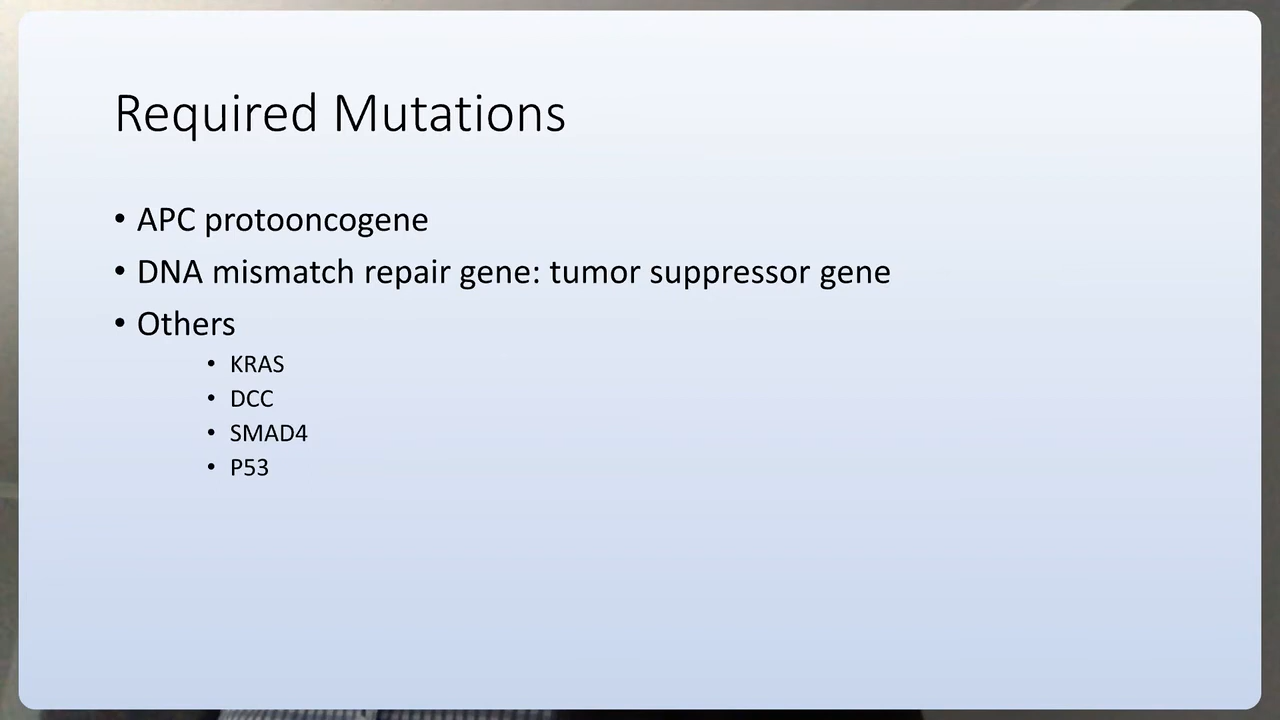 Required Mutations
• APC protooncogene
• DNA mismatch repair gene: tumor suppressor gene
• Others
• KRAS
• DCC
• SMAD4
• P53